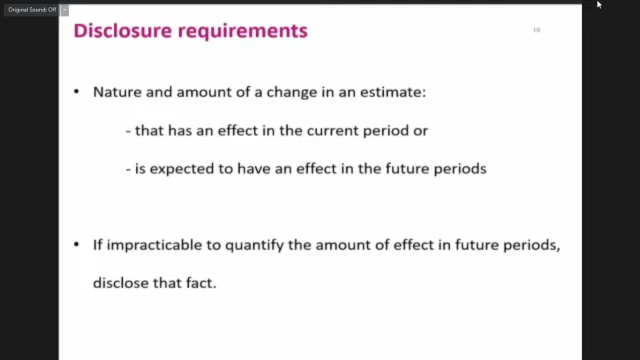 Original Sound: Off
Disclosure requirements
18
• Nature and amount of a change in an estimate:
- that has an effect in the current period or
- is expected to have an effect in the future periods
• If impracticable to quantify the amount of effect in future periods,
disclose that fact.